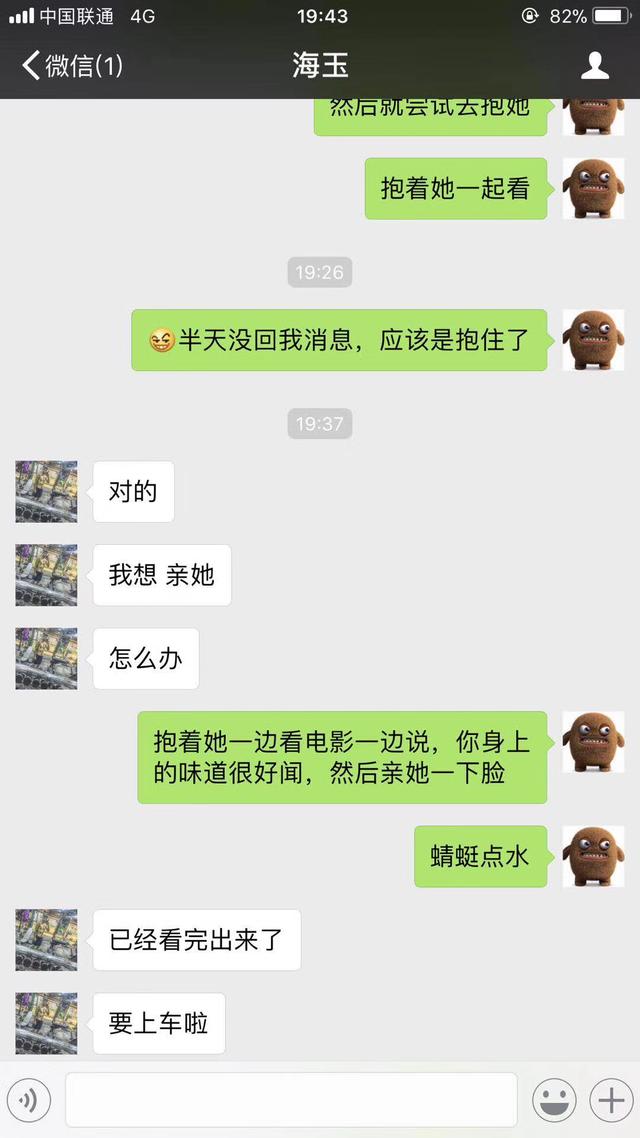 中国联通 4G 19:43 82%
微信(1) 海玉
然后就尝试去抱她
抱着她一起看
19:26
半天没回我消息，应该是抱住了
19:37
对的
我想 亲她
怎么办
抱着她一边看电影一边说，你身上
的味道很好闻，然后亲她一下脸
蜻蜓点水
已经看完出来了
要上车啦